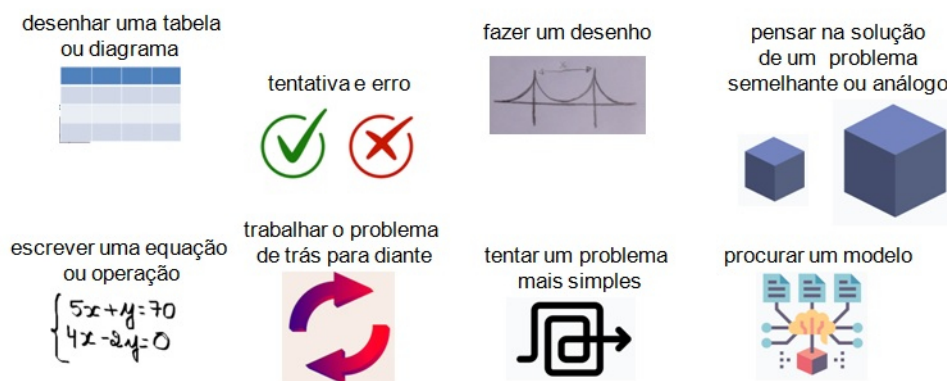 desenhar uma tabela
ou diagrama
tentativa e erro
fazer um desenho
x
pensar na solução
de um problema
semelhante ou análogo
escrever uma equação
ou operação
5x+y=70
4x-2y=0
trabalhar o problema
de trás para diante
tentar um problema
mais simples
procurar um modelo